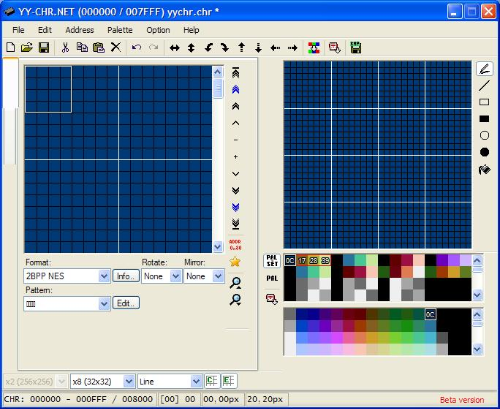 YY-CHR.NET (000000 / 007FFF) yychr.chr *
File Edit Address Palette Option Help
ADDR
PAL
SET
0C 17 28 39
PAL
Format: Rotate: Mirror:
2BPP NES Info.. None None
Pattern:
Edit..
0C
x2 (256x256) x8 (32x32) Line
CHR: 000000 - 000FFF / 008000 [00] 00 00.00px 20.20px Beta version